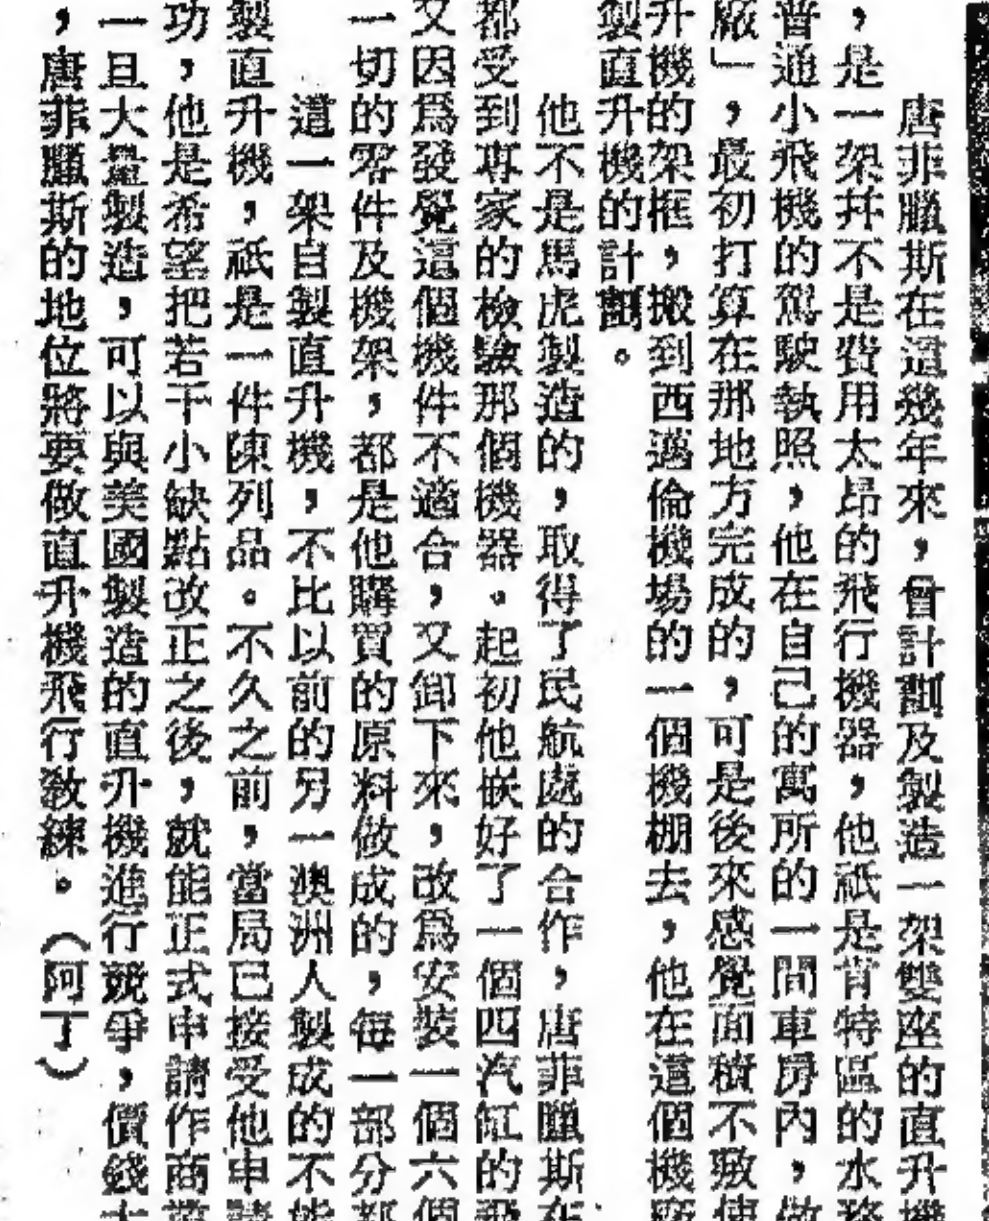 唐菲臘斯在這幾年來，曾計劃及製造一架雙座的直升機
，是一架幷不是費用太昂的飛行機器，他祇是肯特區的水務
普通小飛機的駕駛執照，他在自己的寓所的一間車房內，做
廠」，最初打算在那地方完成的，可是後來感覺面積不敷使
升機的架框，搬到西邁倫機場的一個機棚去，他在這個機廠
製直升機的計劃。
他不是馬虎製造的，取得了民航處的合作，唐菲臘斯在
都受到專家的檢驗那個機器。起初他嵌好了一個四汽缸的飛
又因爲發覺這個機件不適合，又卸下來，改爲安裝一個六個
一切的零件及機架，都是他購買的原料做成的，每一部分都
這一架自製直升機，不比以前的另一澳洲人製成的不能
製直升機，祇是一件陳列品。不久之前，當局已接受他申請
功，他是希望把若干小缺點改正之後，就能正式申請作商業
一旦大量製造，可以與美國製造的直升機進行競爭，價錢大
，唐菲臘斯的地位將要做直升機飛行敎練。（阿丁）